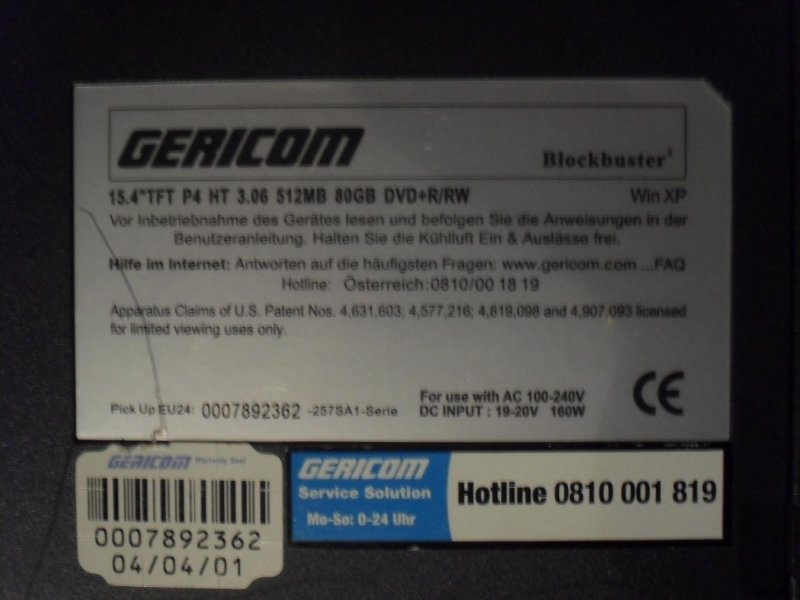 GERICOM
Blockbuster¹
15.4"TFT P4 HT 3.06 512MB 80GB DVD+R/RW Win XP
Vor Inbetriebnahme des Gerätes lesen und befolgen Sie die Anweisungen in der
Benutzeranleitung. Halten Sie die Kühlluft Ein & Auslässe frei.
Hilfe im Internet: Antworten auf die häufigsten Fragen: www.gericom.com ...FAQ
Hotline: Österreich:0810/00 18 19
Apparatus Claims of U.S. Patent Nos. 4,631,603; 4,577,216; 4,819,098 and 4,907,093 licensed
for limited viewing uses only.
Pick Up EU24: 0007892362 -257SA1-Serie
For use with AC 100-240V
DC INPUT : 19-20V 160W
CE
GERICOM Warranty Seal
0007892362
04/04/01
GERICOM
Service Solution
Mo-So: 0-24 Uhr
Hotline 0810 001 819